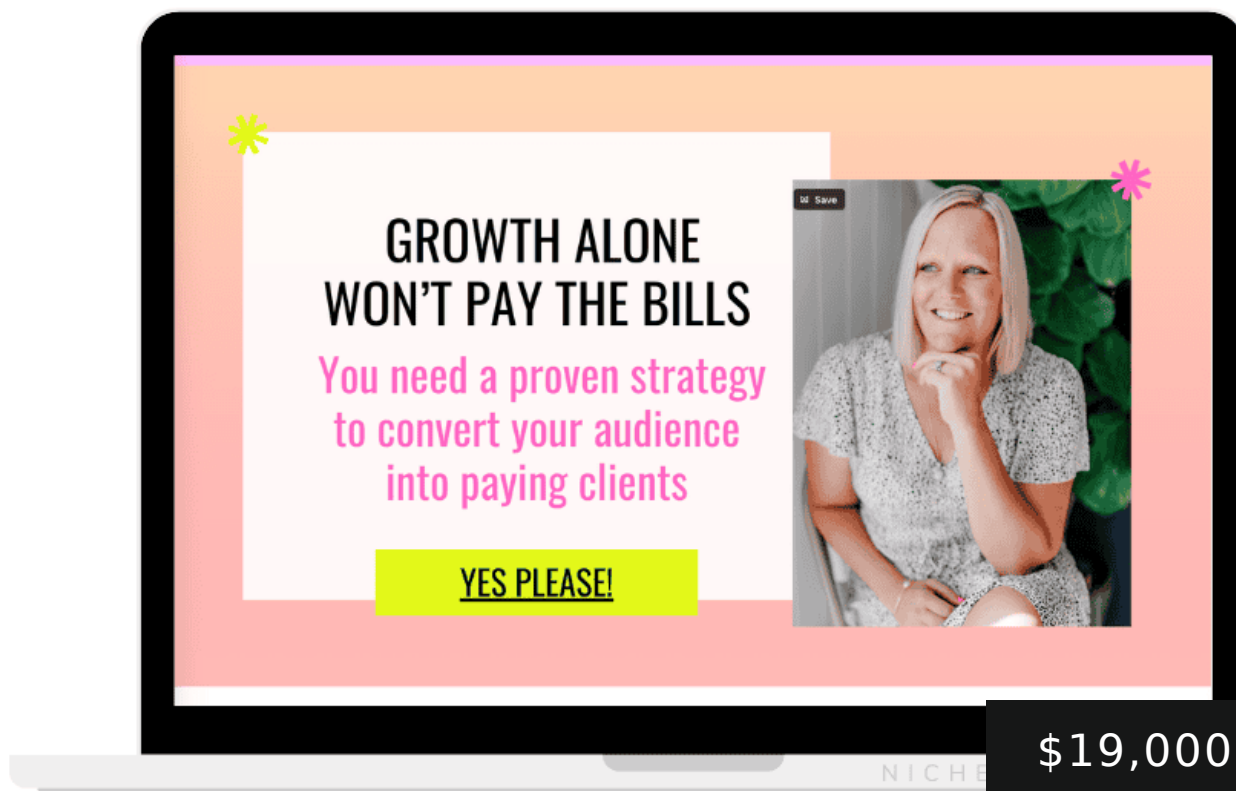 Save
GROWTH ALONE
WON'T PAY THE BILLS
You need a proven strategy
to convert your audience
into paying clients
YES PLEASE!
$19,000